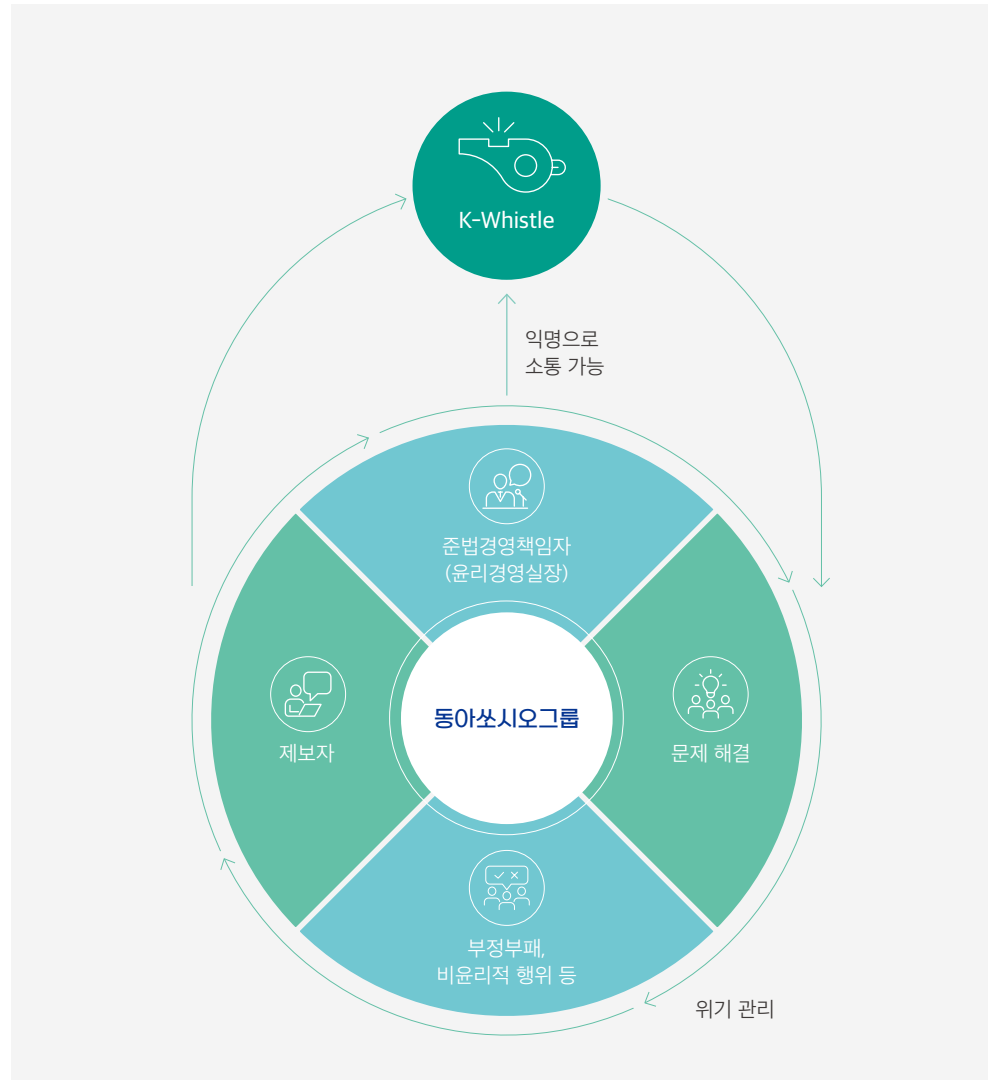 K-Whistle
익명으로
소통 가능
준법경영책임자
(윤리경영실장)
제보자
동아쏘시오그룹
문제 해결
부정부패,
비윤리적 행위 등
위기 관리